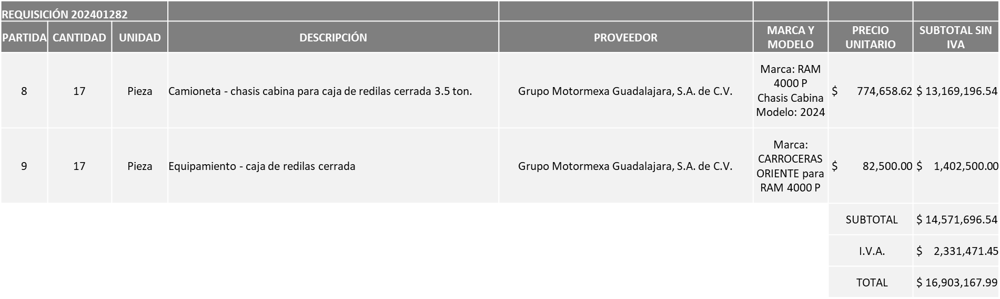 REQUISICIÓN 202401282
PARTIDA CANTIDAD UNIDAD DESCRIPCIÓN PROVEEDOR MARCA Y MODELO PRECIO UNITARIO SUBTOTAL SIN IVA
8 17 Pieza Camioneta - chasis cabina para caja de redilas cerrada 3.5 ton. Grupo Motormexa Guadalajara, S.A. de C.V. Marca: RAM 4000 P Chasis Cabina Modelo: 2024 $ 774,658.62 $ 13,169,196.54
9 17 Pieza Equipamiento - caja de redilas cerrada Grupo Motormexa Guadalajara, S.A. de C.V. Marca: CARROCERAS ORIENTE para RAM 4000 P $ 82,500.00 $ 1,402,500.00
SUBTOTAL $ 14,571,696.54
I.V.A. $ 2,331,471.45
TOTAL $ 16,903,167.99